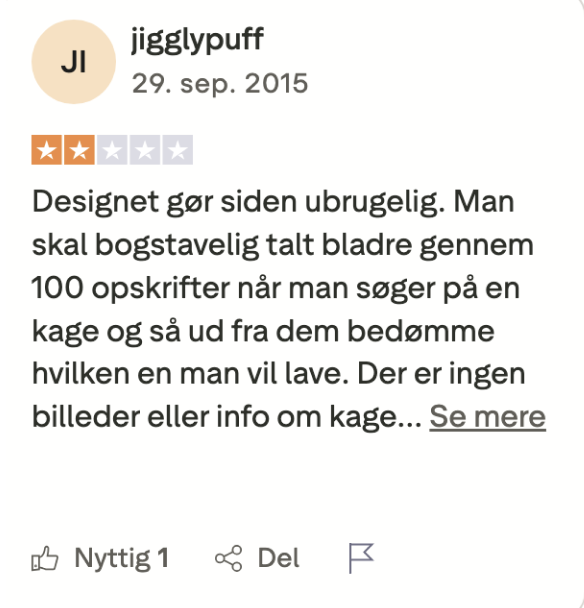 JI
jigglypuff
29. sep. 2015
Designet gør siden ubrugelig. Man
skal bogstavelig talt bladre gennem
100 opskrifter når man søger på en
kage og så ud fra dem bedømme
hvilken en man vil lave. Der er ingen
billeder eller info om kage... Se mere
Nyttig 1
Del